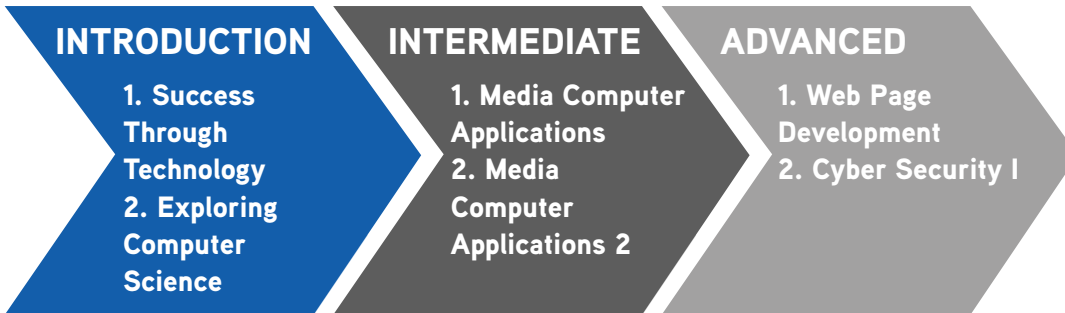 INTRODUCTION
1. Success
Through
Technology
2. Exploring
Computer
Science
INTERMEDIATE
1. Media Computer
Applications
2. Media
Computer
Applications 2
ADVANCED
1. Web Page
Development
2. Cyber Security I